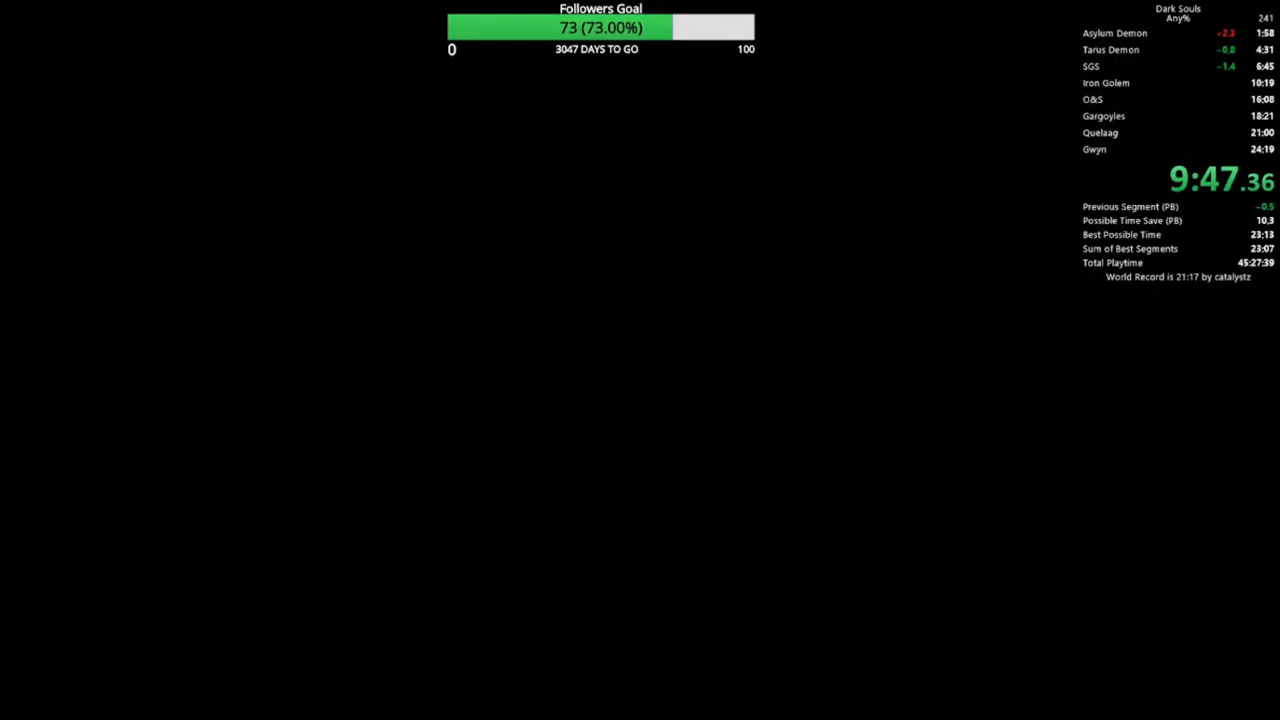 Followers Goal
73 (73.00%)
0 3047 DAYS TO GO 100
Dark Souls
Any%
241
Asylum Demon +2.3 1:58
Tarus Demon −0.8 4:31
SGS −1.4 6:45
Iron Golem 10:19
O&S 16:08
Gargoyles 18:21
Quelaag 21:00
Gwyn 24:19
9:47.36
Previous Segment (PB) −0.5
Possible Time Save (PB) 10.3
Best Possible Time 23:13
Sum of Best Segments 23:07
Total Playtime 45:27:39
World Record is 21:17 by catalystz